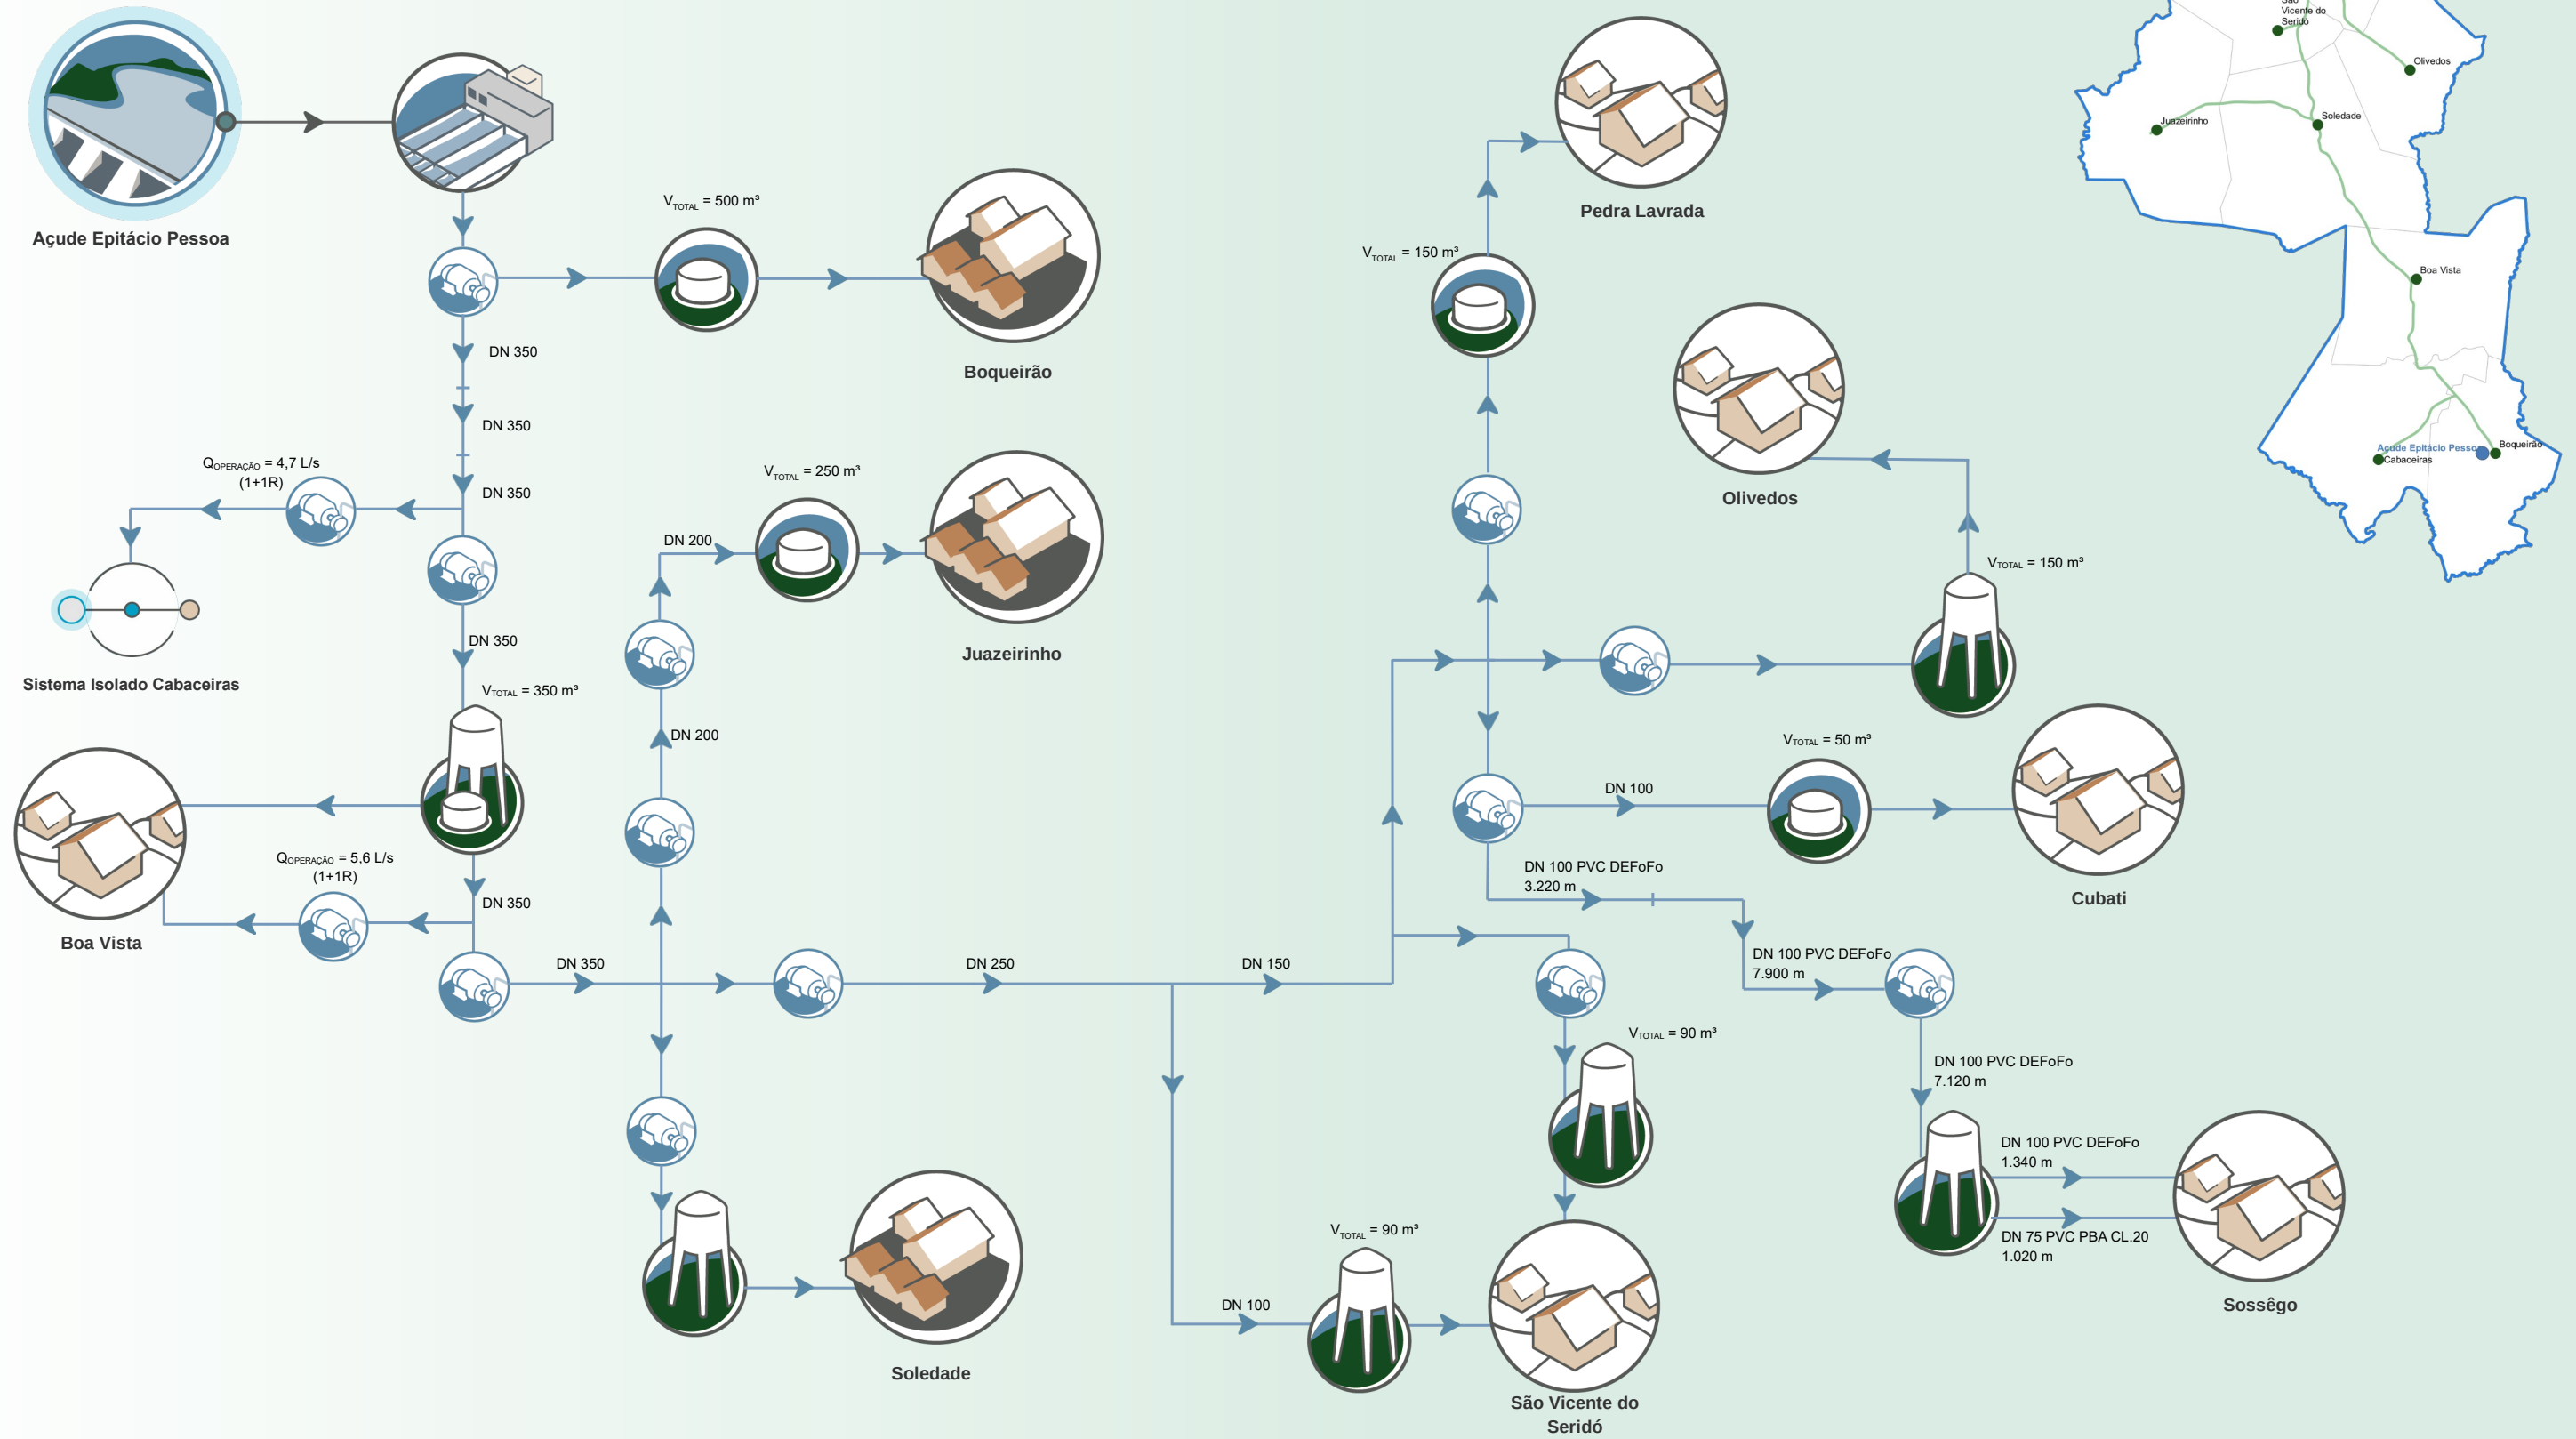 Açude Epitácio Pessoa
VTOTAL = 500 m³
Boqueirão
DN 350
DN 350
DN 350
QOPERAÇÃO = 4,7 L/s
(1+1R)
Sistema Isolado Cabaceiras
DN 350
VTOTAL = 350 m³
Boa Vista
QOPERAÇÃO = 5,6 L/s
(1+1R)
DN 350
DN 350
DN 200
DN 200
VTOTAL = 250 m³
Juazeirinho
Soledade
DN 250
DN 150
DN 100
VTOTAL = 90 m³
VTOTAL = 90 m³
São Vicente do
Seridó
VTOTAL = 150 m³
Pedra Lavrada
Olivedos
VTOTAL = 150 m³
DN 100
VTOTAL = 50 m³
Cubati
DN 100 PVC DEFoFo
3.220 m
DN 100 PVC DEFoFo
7.900 m
DN 100 PVC DEFoFo
7.120 m
DN 100 PVC DEFoFo
1.340 m
DN 75 PVC PBA CL.20
1.020 m
Sossêgo
São
Vicente do
Seridó
Olivedos
Juazeirinho
Soledade
Boa Vista
Açude Epitácio Pessoa
Boqueirão
Cabaceiras